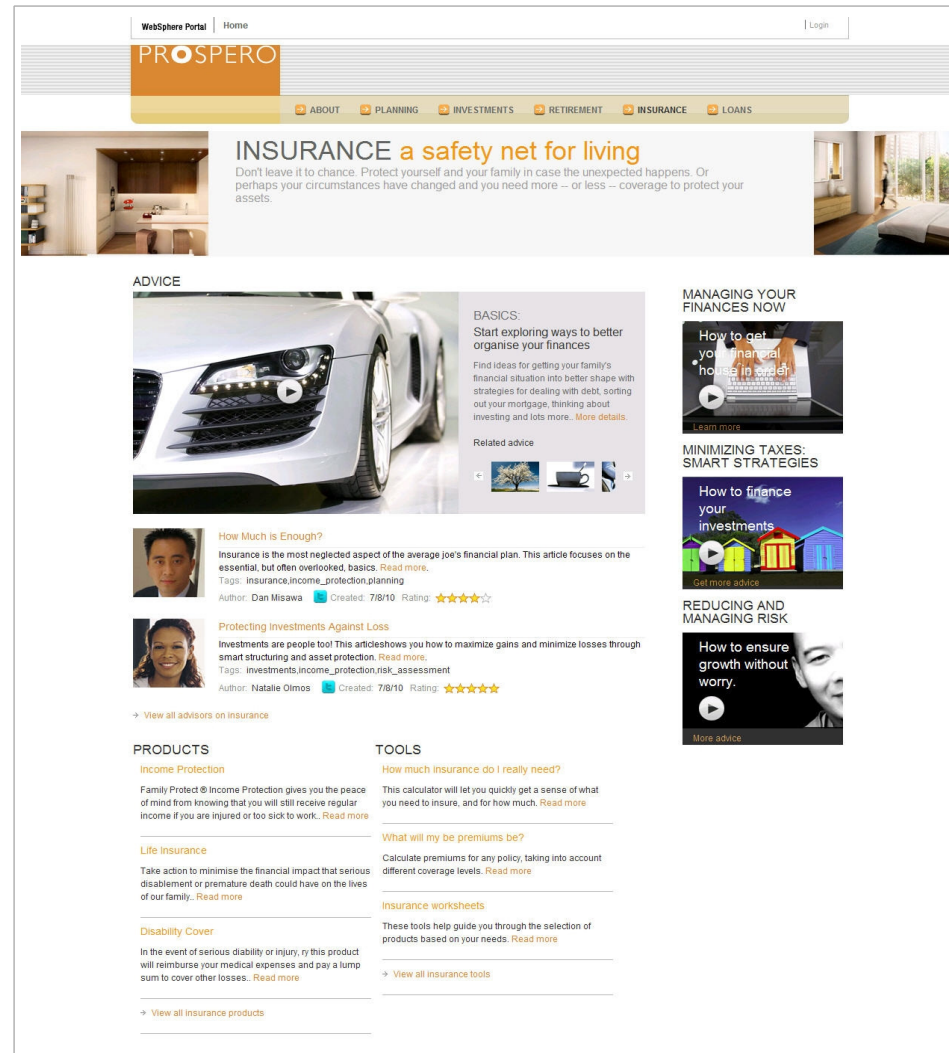 WebSphere Portal | Home
Login
PROSPERO
ABOUT
PLANNING
INVESTMENTS
RETIREMENT
INSURANCE
LOANS
INSURANCE a safety net for living
Don't leave it to chance. Protect yourself and your family in case the unexpected happens. Or
perhaps your circumstances have changed and you need more -- or less -- coverage to protect your
assets.
ADVICE
BASICS:
Start exploring ways to better
organise your finances
Find ideas for getting your family's
financial situation into better shape with
strategies for dealing with debt, sorting
out your mortgage, thinking about
investing and lots more.. More details.
Related advice
How Much is Enough?
Insurance is the most neglected aspect of the average joe's financial plan. This article focuses on the
essential, but often overlooked, basics. Read more.
Tags: insurance,income_protection,planning
Author: Dan Misawa Created: 7/8/10 Rating:
Protecting Investments Against Loss
Investments are people too! This articleshows you how to maximize gains and minimize losses through
smart structuring and asset protection. Read more.
Tags: investments,income_protection,risk_assessment
Author: Natalie Olmos Created: 7/8/10 Rating:
View all advisors on insurance
PRODUCTS
Income Protection
Family Protect ® Income Protection gives you the peace
of mind from knowing that you will still receive regular
income if you are injured or too sick to work.. Read more
Life Insurance
Take action to minimise the financial impact that serious
disablement or premature death could have on the lives
of our family.. Read more
Disability Cover
In the event of serious diability or injury, ry this product
will reimburse your medical expenses and pay a lump
sum to cover other losses.. Read more
View all insurance products
TOOLS
How much insurance do I really need?
This calculator will let you quickly get a sense of what
you need to insure, and for how much. Read more
What will my be premiums be?
Calculate premiums for any policy, taking into account
different coverage levels. Read more
Insurance worksheets
These tools help guide you through the selection of
products based on your needs. Read more
View all insurance tools
MANAGING YOUR
FINANCES NOW
How to get
your financial
house in order
Learn more
MINIMIZING TAXES:
SMART STRATEGIES
How to finance
your
investments
Get more advice
REDUCING AND
MANAGING RISK
How to ensure
growth without
worry.
More advice